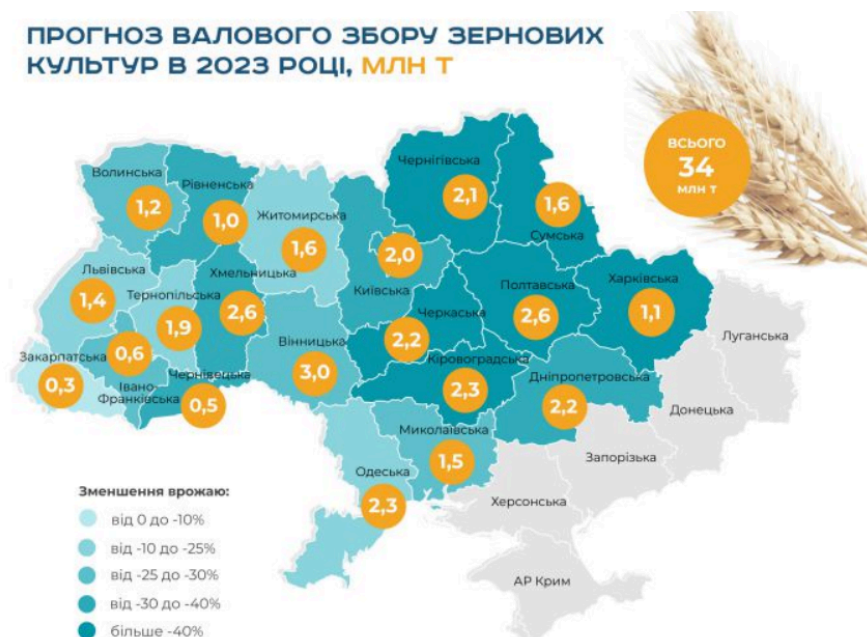 ПРОГНОЗ ВАЛОВОГО ЗБОРУ ЗЕРНОВИХ
КУЛЬТУР В 2023 РОЦІ, МЛН Т
ВСЬОГО
34
МЛН Т
Волинська
1,2
Рівненська
1,0
Житомирська
1,6
Чернігівська
2,1
1,6
Сумська
2,0
Київська
Львівська
1,4
Тернопільська
1,9
Хмельницька
2,6
Вінницька
3,0
Черкаська
2,2
Полтавська
2,6
Харківська
1,1
Луганська
Закарпатська
0,3
0,6
Івано-
Франківська
Чернівецька
0,5
Кіровоградська
2,3
Дніпропетровська
2,2
Донецька
Миколаївська
1,5
Запорізька
Одеська
2,3
Херсонська
АР Крим
Зменшення врожаю:
від 0 до -10%
від -10 до -25%
від -25 до -30%
від -30 до -40%
більше -40%